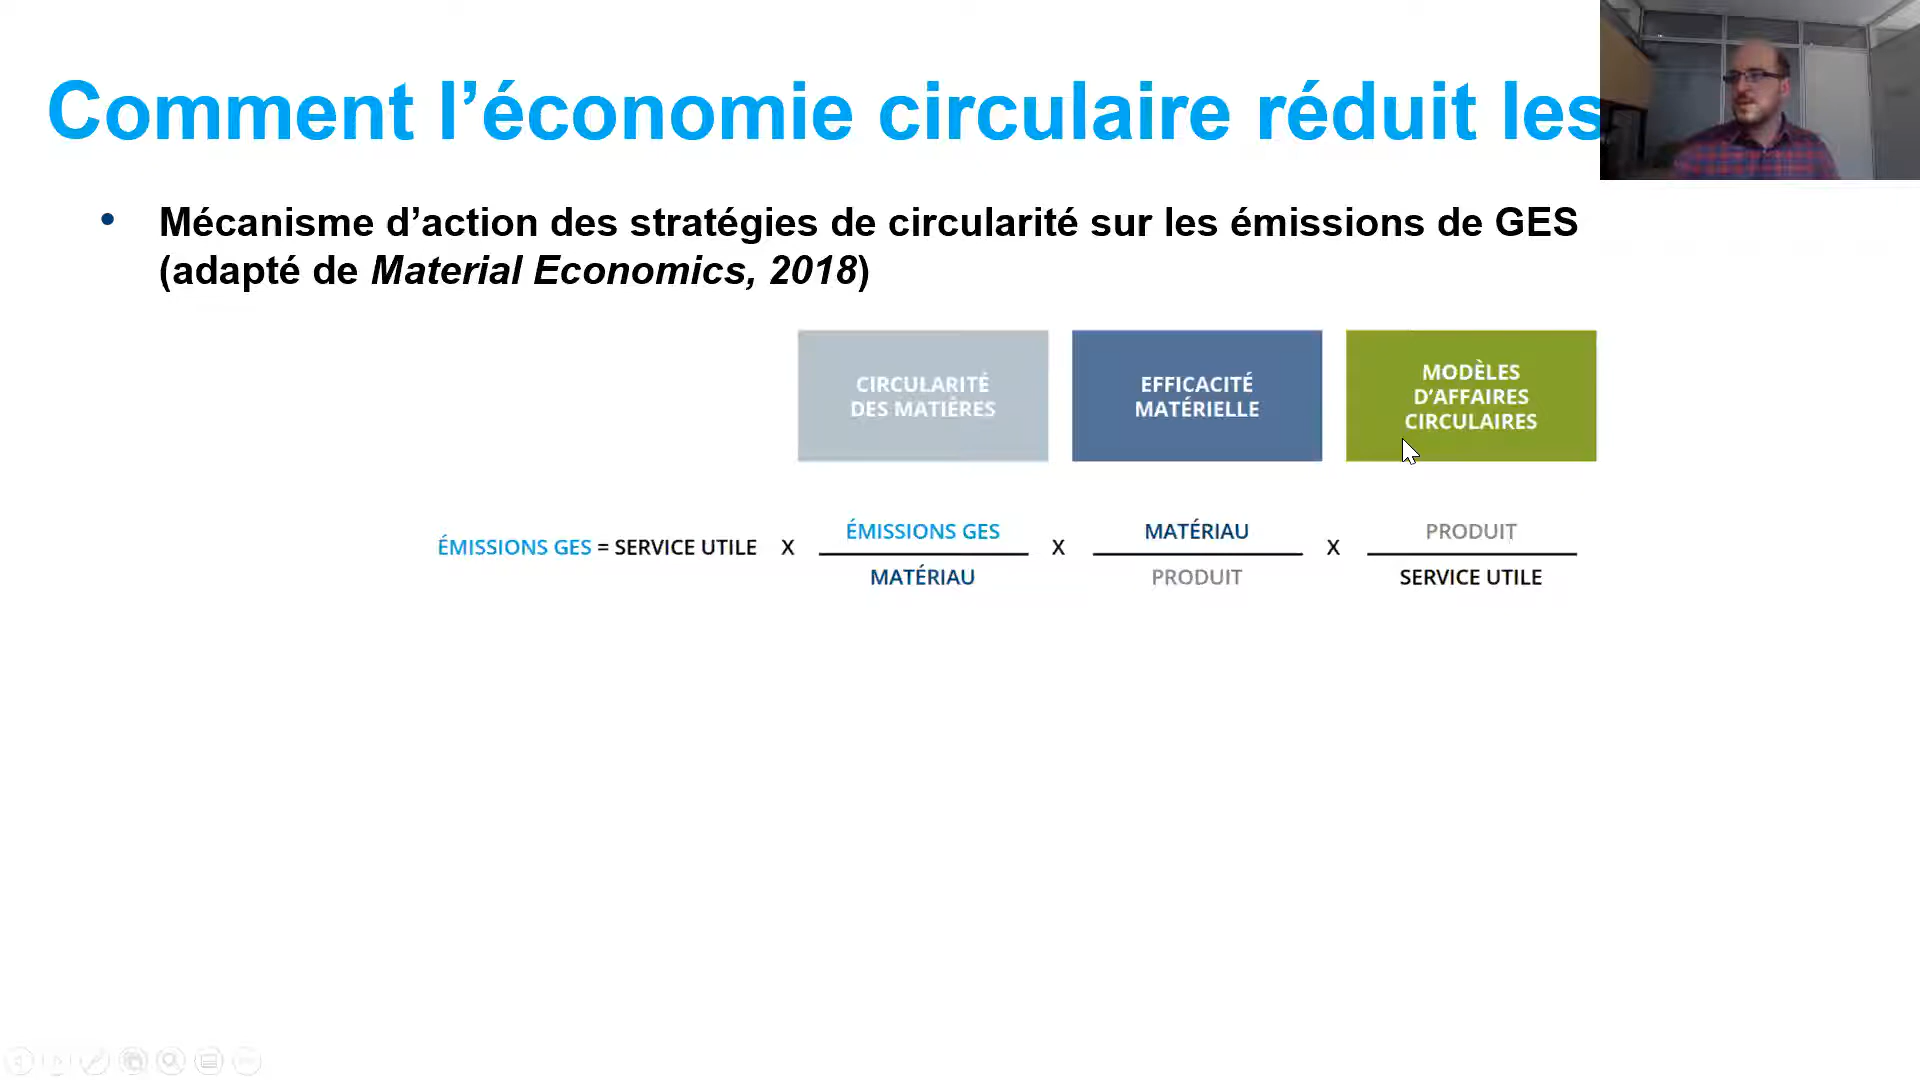 Comment l’économie circulaire réduit les
• Mécanisme d’action des stratégies de circularité sur les émissions de GES
(adapté de Material Economics, 2018)
CIRCULARITÉ
DES MATIÈRES
EFFICACITÉ
MATÉRIELLE
MODÈLES
D’AFFAIRES
CIRCULAIRES
ÉMISSIONS GES = SERVICE UTILE X ÉMISSIONS GES X MATÉRIAU X PRODUIT
MATÉRIAU PRODUIT SERVICE UTILE